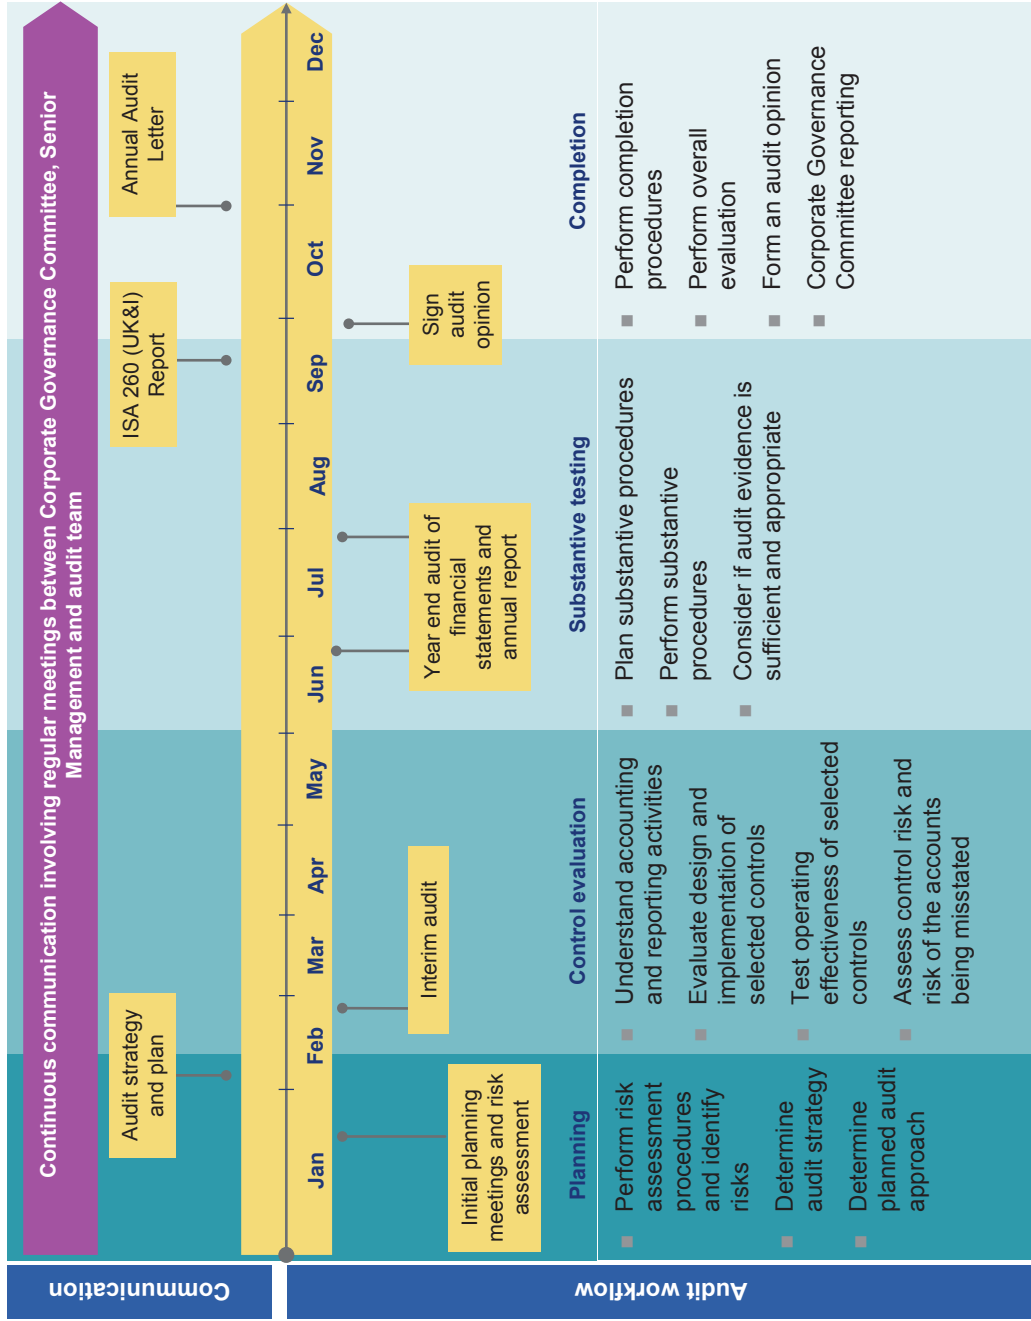 Communication
Continuous communication involving regular meetings between Corporate Governance Committee, Senior
Management and audit team
Audit strategy
and plan
ISA 260 (UK&I)
Report
Annual Audit
Letter
Audit workflow
Jan
Feb
Mar
Apr
May
Jun
Jul
Aug
Sep
Oct
Nov
Dec
Initial planning
meetings and risk
assessment
Interim audit
Year end audit of
financial
statements and
annual report
Sign
audit
opinion
Planning
Perform risk
assessment
procedures
and identify
risks
Determine
audit strategy
Determine
planned audit
approach
Control evaluation
Understand accounting
and reporting activities
Evaluate design and
implementation of
selected controls
Test operating
effectiveness of selected
controls
Assess control risk and
risk of the accounts
being misstated
Substantive testing
Plan substantive procedures
Perform substantive
procedures
Consider if audit evidence is
sufficient and appropriate
Completion
Perform completion
procedures
Perform overall
evaluation
Form an audit opinion
Corporate Governance
Committee reporting